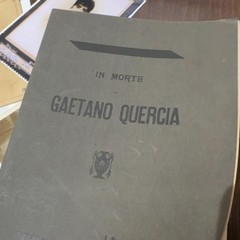 IN MORTE
DI
GAETANO QUERCIA